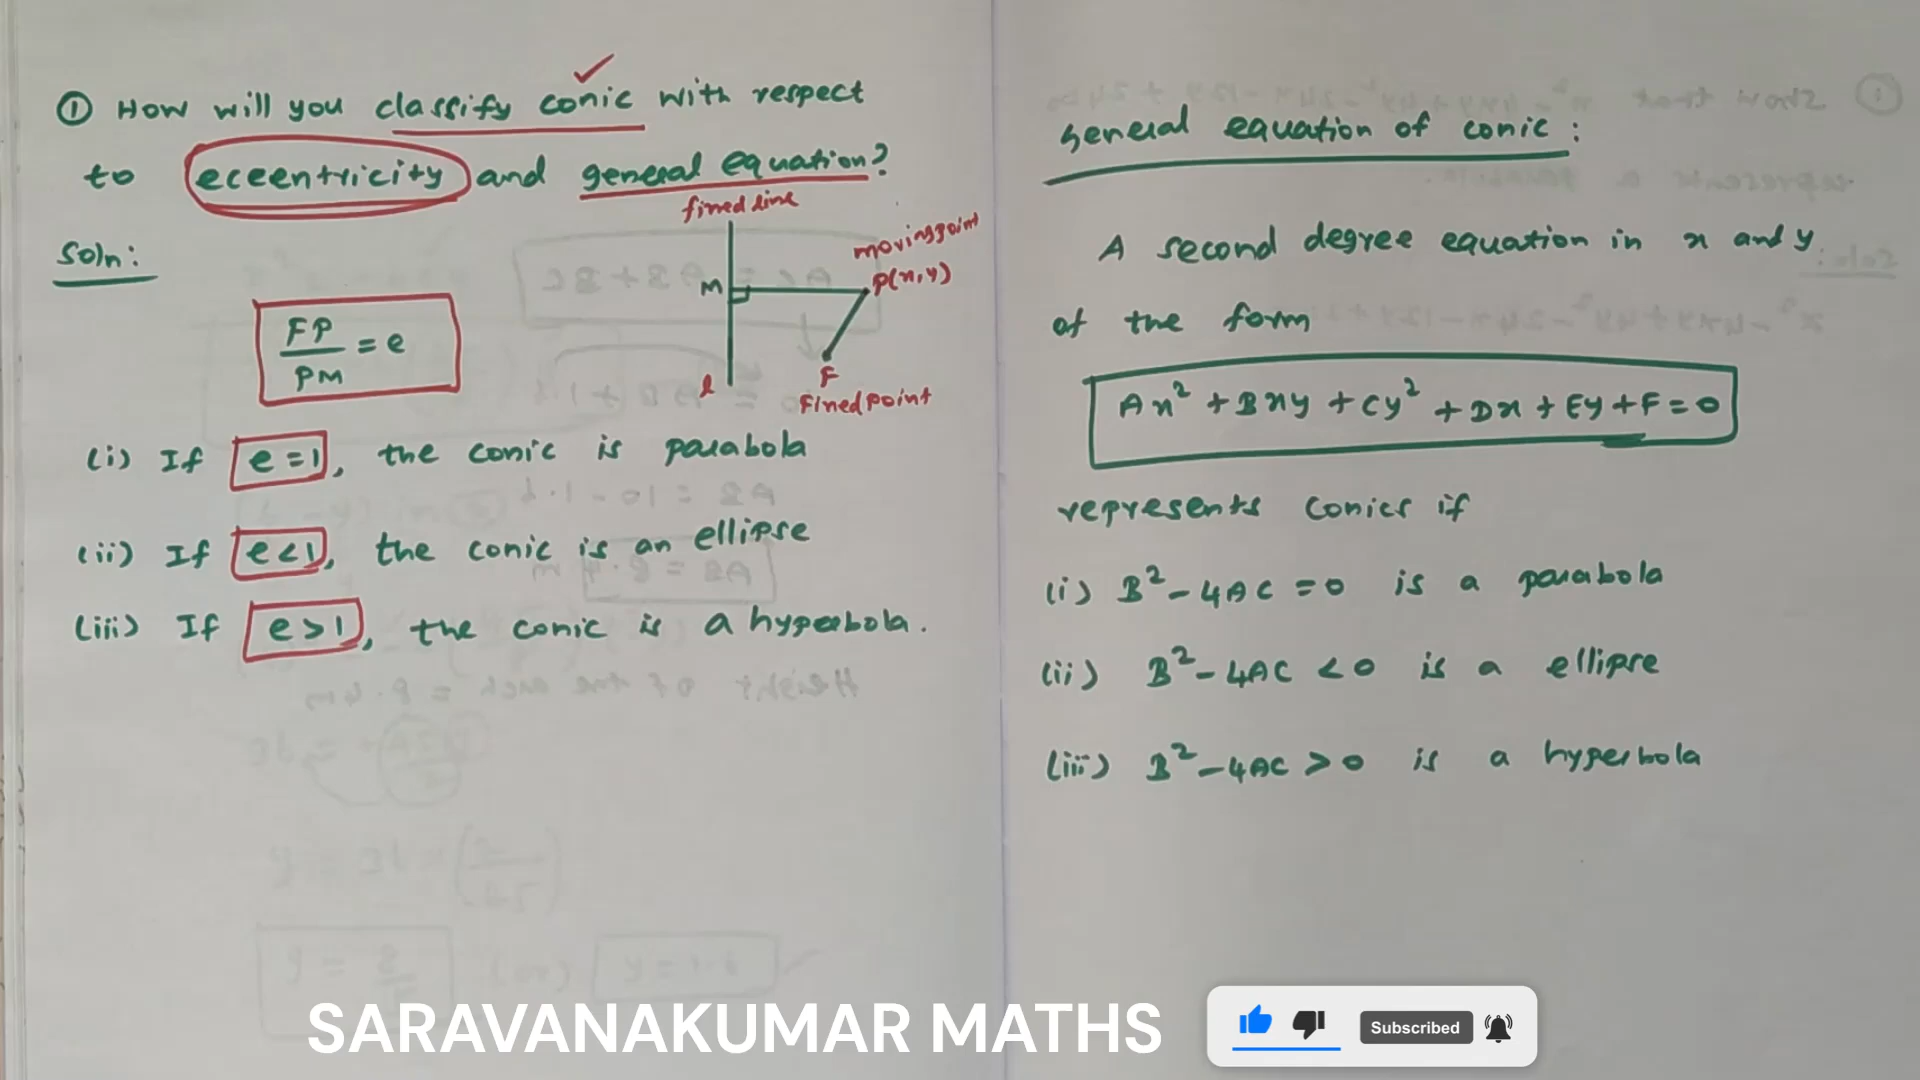 ① How will you classify conic with respect
to eccentricity and general equation?
Soln:
FP/PM = e
fixed line
moving point
P(x, y)
M
l
F
Fixed point
(i) If e=1, the conic is parabola
(ii) If e<1, the conic is an ellipse
(iii) If e>1, the conic is a hyperbola.
general equation of conic:
A second degree equation in x and y
of the form
Ax² + Bxy + Cy² + Dx + Ey + F = 0
represents conics if
(i) B² - 4AC = 0 is a parabola
(ii) B² - 4AC < 0 is a ellipse
(iii) B² - 4AC > 0 is a hyperbola
SARAVANAKUMAR MATHS
Subscribed